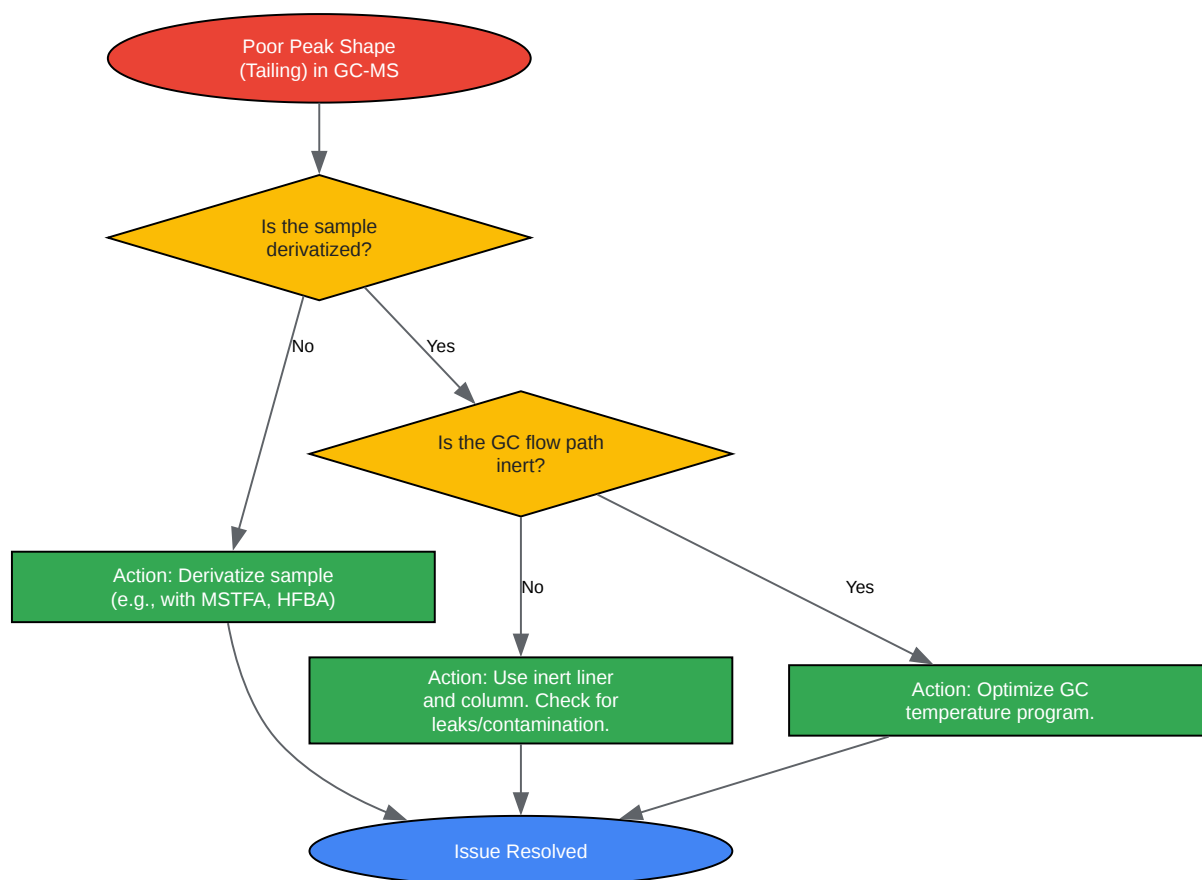 Poor Peak Shape
(Tailing) in GC-MS
Is the sample
derivatized?
No
Yes
Is the GC flow path
inert?
Action: Derivatize sample
(e.g., with MSTFA, HFBA)
No
Yes
Action: Use inert liner
and column. Check for
leaks/contamination.
Action: Optimize GC
temperature program.
Issue Resolved